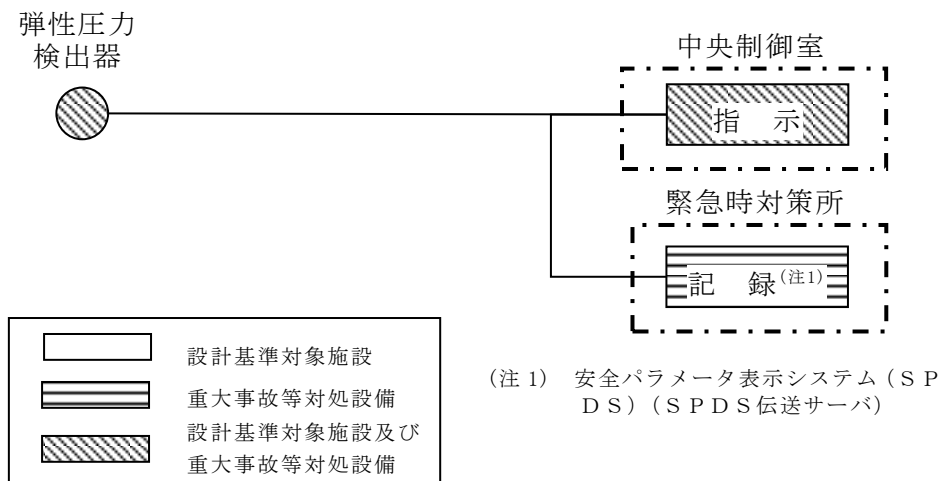 弾性圧力
検出器
中央制御室
指　示
緊急時対策所
記　録(注1)
設計基準対象施設
重大事故等対処設備
設計基準対象施設及び
重大事故等対処設備
(注 1)　安全パラメータ表示システム（ＳＰ
ＤＳ）（ＳＰＤＳ伝送サーバ）